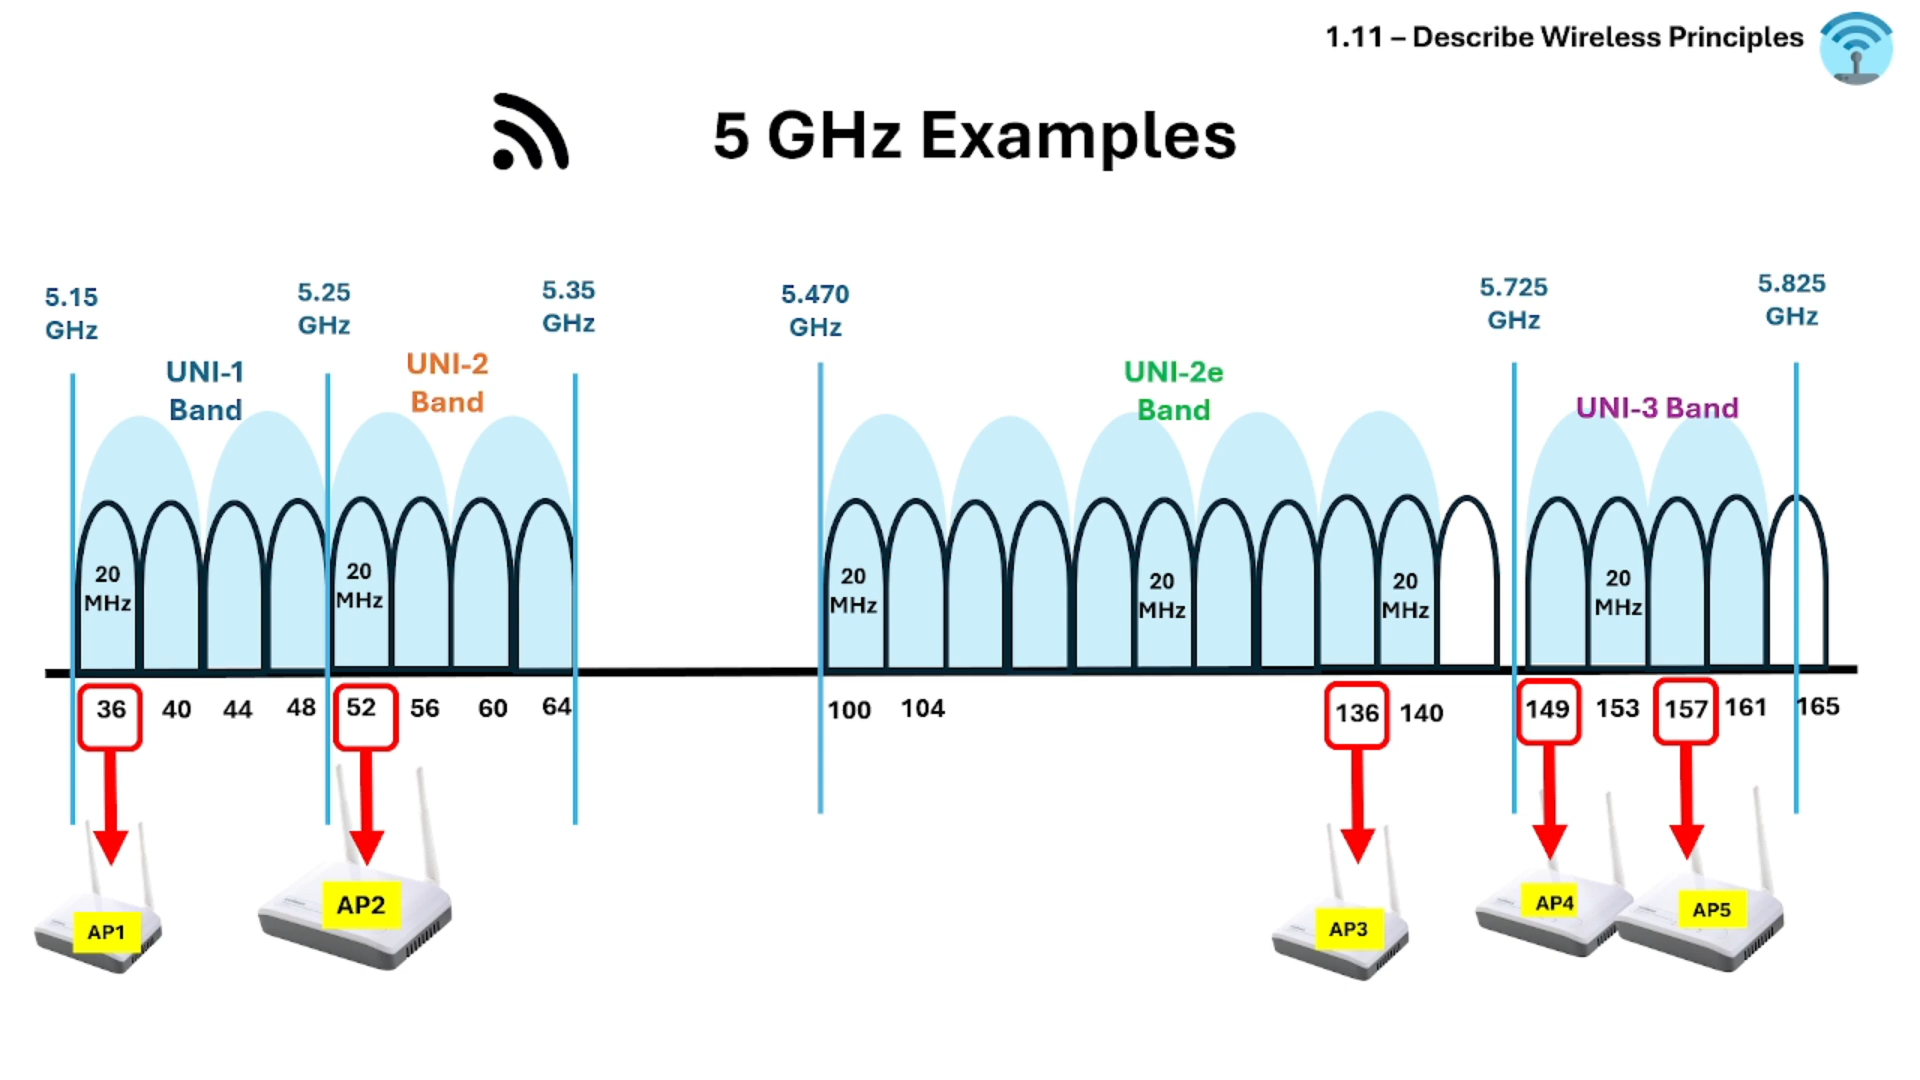 1.11 – Describe Wireless Principles
5 GHz Examples
5.15
GHz
5.25
GHz
5.35
GHz
5.470
GHz
5.725
GHz
5.825
GHz
UNI-1
Band
UNI-2
Band
UNI-2e
Band
UNI-3 Band
20
MHz
20
MHz
20
MHz
20
MHz
20
MHz
20
MHz
36 40 44 48 52 56 60 64 100 104 136 140 149 153 157 161 165
AP1
AP2
AP3
AP4
AP5